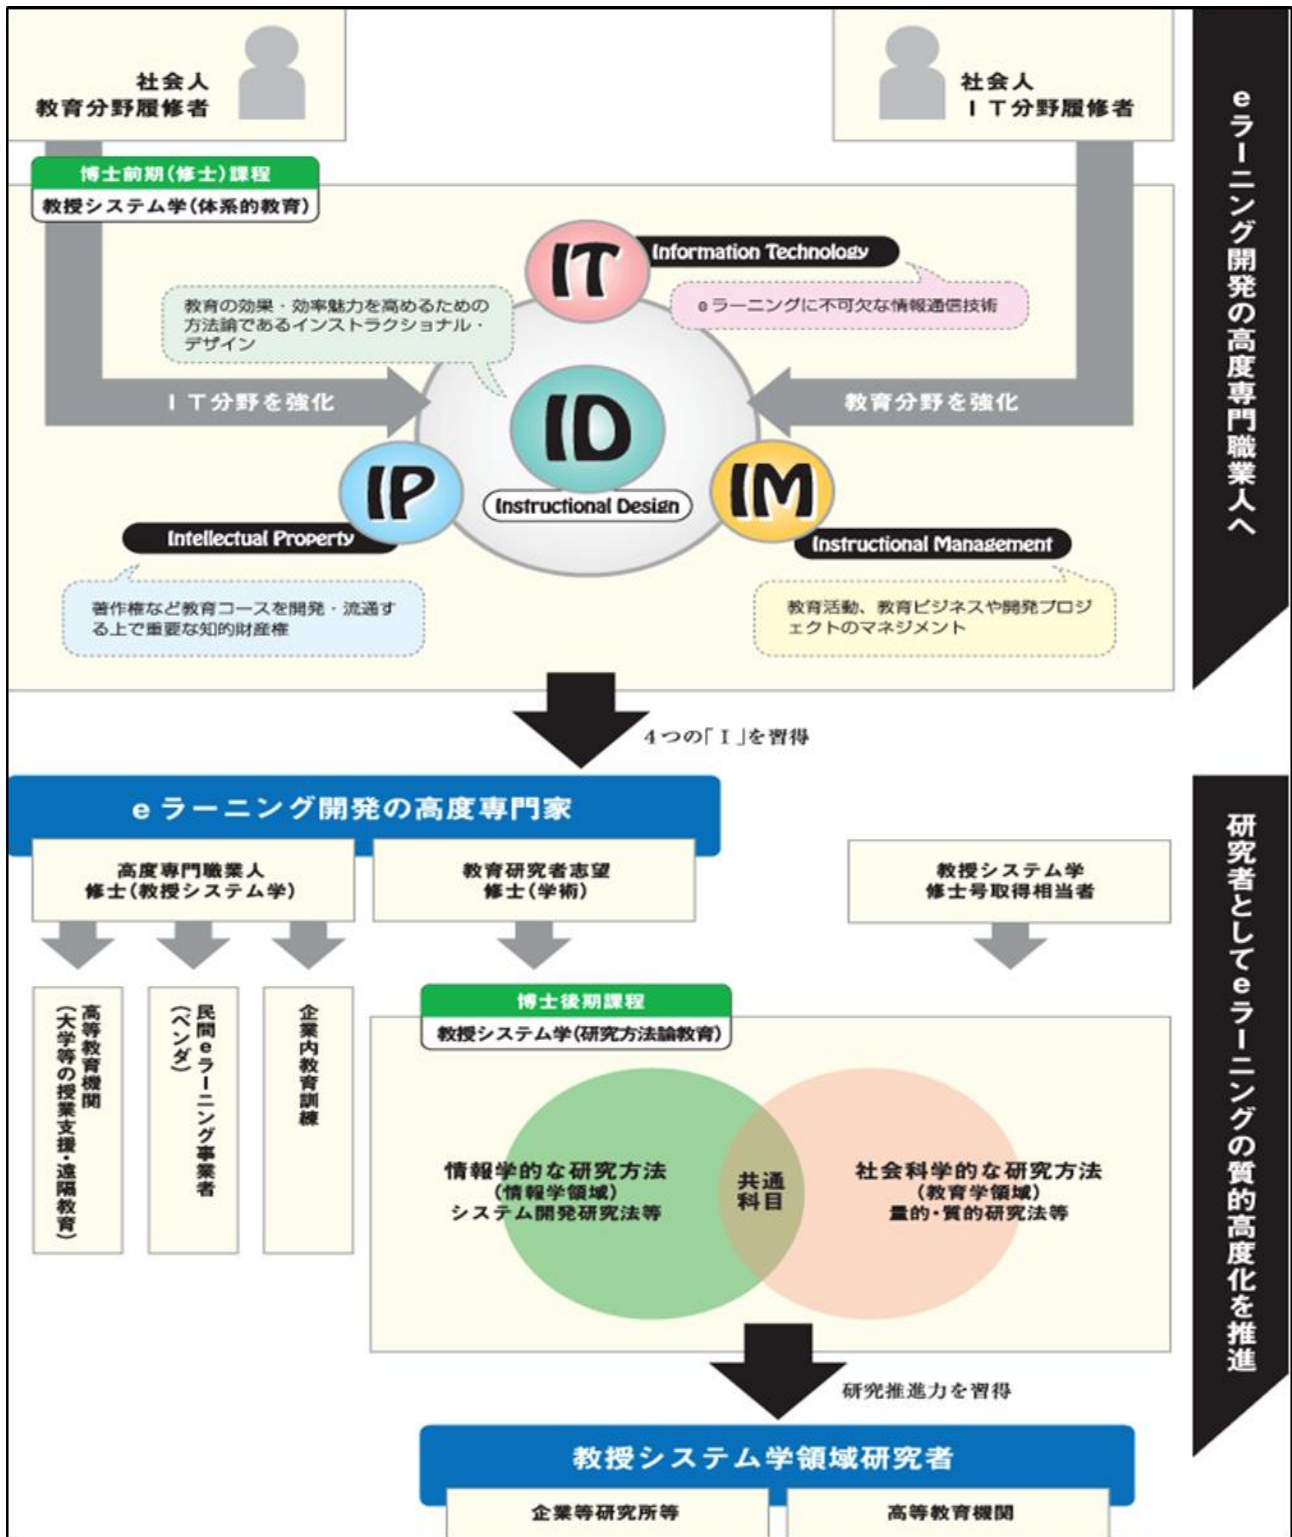 社会人
教育分野履修者
社会人
IT分野履修者
eラーニング開発の高度専門職業人へ
博士前期(修士)課程
教授システム学(体系的教育)
IT
Information Technology
eラーニングに不可欠な情報通信技術
教育の効果・効率魅力を高めるための
方法論であるインストラクショナル・
デザイン
IT分野を強化
ID
Instructional Design
教育分野を強化
IP
Intellectual Property
著作権など教育コースを開発・流通す
る上で重要な知的財産権
IM
Instructional Management
教育活動、教育ビジネスや開発プロジ
ェクトのマネジメント
4つの「I」を習得
eラーニング開発の高度専門家
高度専門職業人
修士(教授システム学)
教育研究者志望
修士(学術)
教授システム学
修士号取得相当者
研究者としてeラーニングの質的高度化を推進
高等教育機関
(大学等の授業支援・遠隔教育)
民間eラーニング事業者
(ベンダ)
企業内教育訓練
博士後期課程
教授システム学(研究方法論教育)
情報学的な研究方法
(情報学領域)
システム開発研究法等
共通
科目
社会科学的な研究方法
(教育学領域)
量的・質的研究法等
研究推進力を習得
教授システム学領域研究者
企業等研究所等
高等教育機関